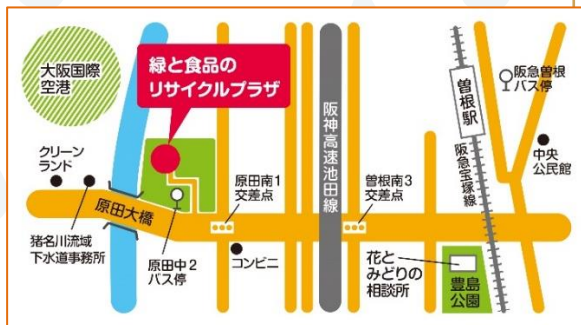 大阪国際
空港
緑と食品の
リサイクルプラザ
クリーン
ランド
猪名川流域
下水道事務所
原田大橋
原田中2
バス停
原田南1
交差点
コンビニ
阪神高速池田線
曽根南3
交差点
花と
みどりの
相談所
豊島
公園
曽根駅
阪急宝塚線
阪急曽根
バス停
中央
公民館